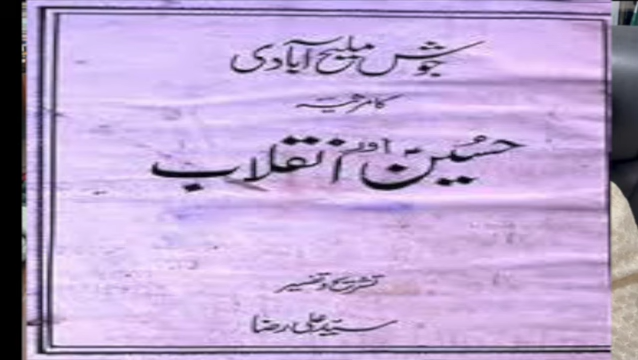 جوش ملیح آبادی
کا مرثیہ
حسینؑ اور انقلاب
تشریح و تفسیر
سید علی رضا